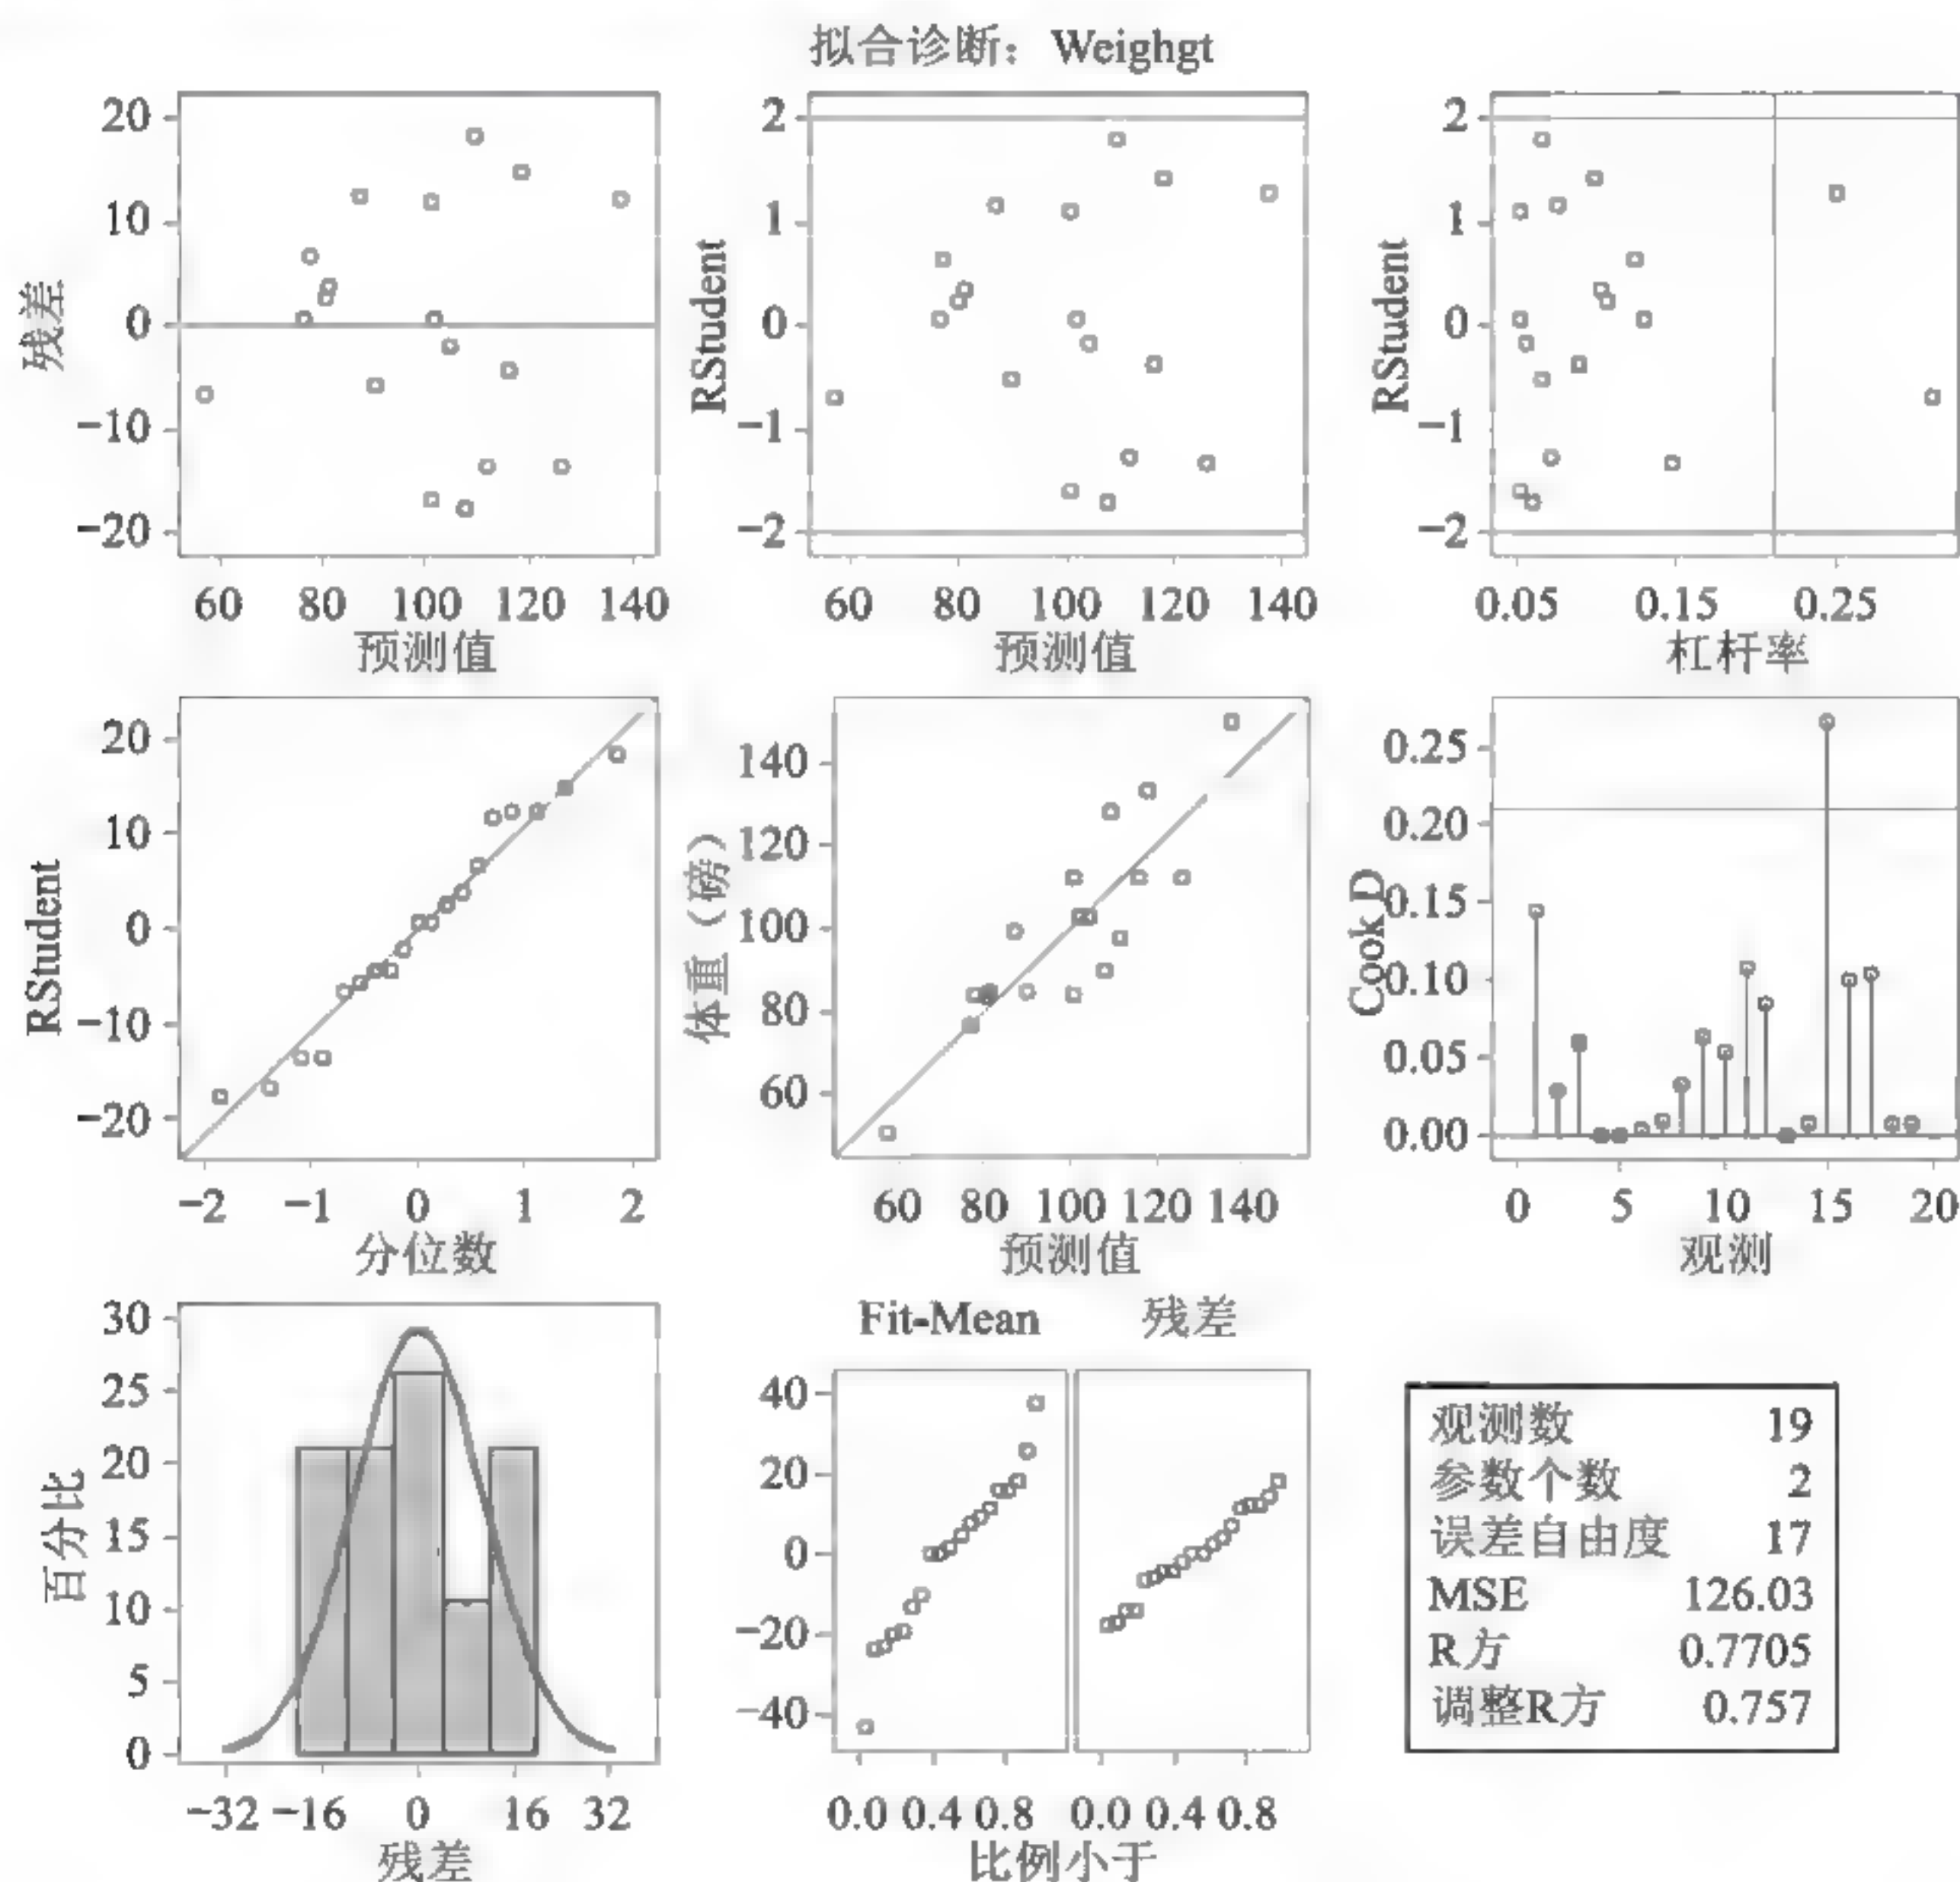 拟合诊断：Weighgt
20
10
0
−10
−20
残差
60 80 100 120 140
预测值
2
1
0
−1
−2
RStudent
60 80 100 120 140
预测值
2
1
0
−1
−2
RStudent
0.05 0.15 0.25
杠杆率
20
10
0
−10
−20
RStudent
−2 −1 0 1 2
分位数
140
120
100
80
60
体重（磅）
60 80 100 120 140
预测值
0.25
0.20
0.15
0.10
0.05
0.00
Cook D
0 5 10 15 20
观测
30
25
20
15
10
5
0
百分比
−32 −16 0 16 32
残差
Fit-Mean 残差
40
20
0
−20
−40
0.0 0.4 0.8 0.0 0.4 0.8
比例小于
观测数 19
参数个数 2
误差自由度 17
MSE 126.03
R方 0.7705
调整R方 0.757